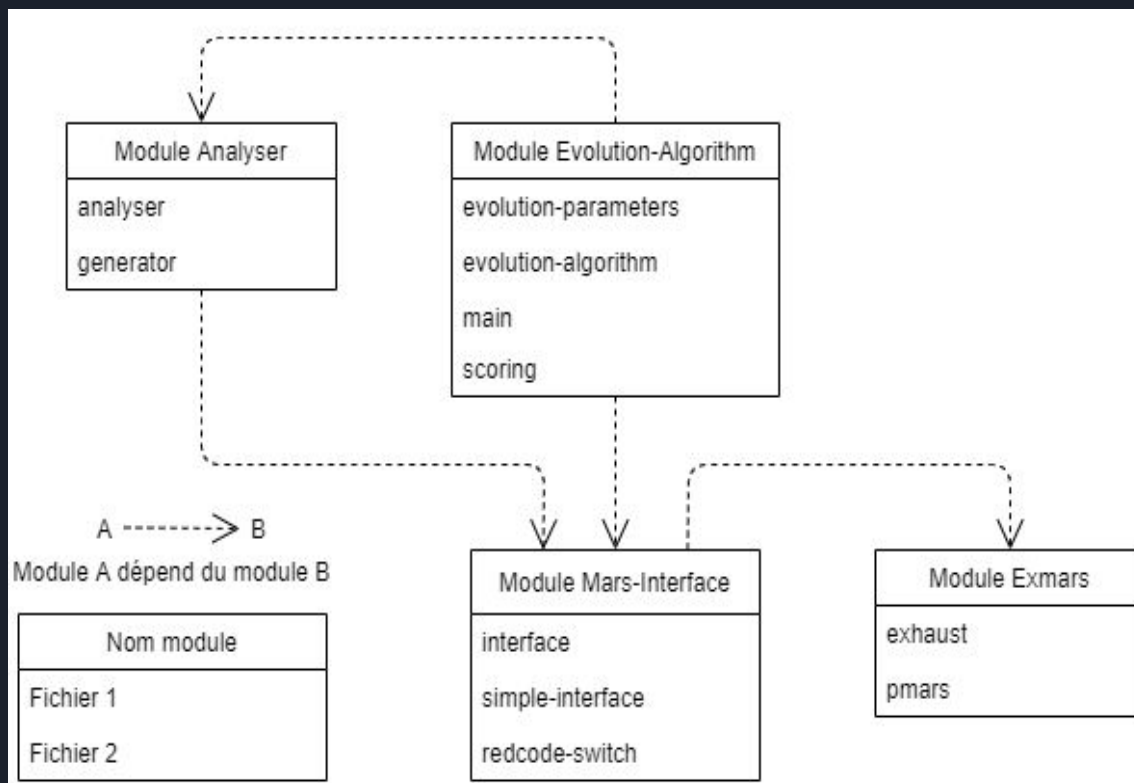 Module Analyser
analyser
generator
Module Evolution-Algorithm
evolution-parameters
evolution-algorithm
main
scoring
A
B
Module A dépend du module B
Nom module
Fichier 1
Fichier 2
Module Mars-Interface
interface
simple-interface
redcode-switch
Module Exmars
exhaust
pmars